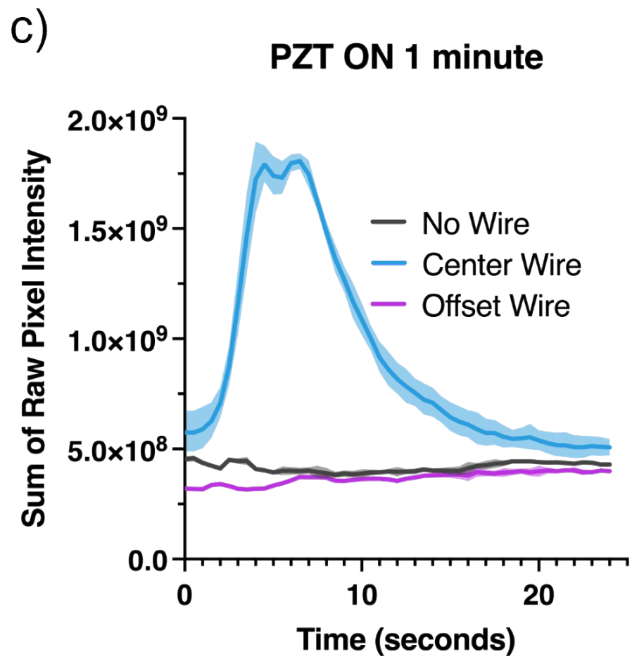 c)
PZT ON 1 minute
2.0×10⁹
1.5×10⁹
1.0×10⁹
5.0×10⁸
0.0
Sum of Raw Pixel Intensity
No Wire
Center Wire
Offset Wire
0
10
20
Time (seconds)